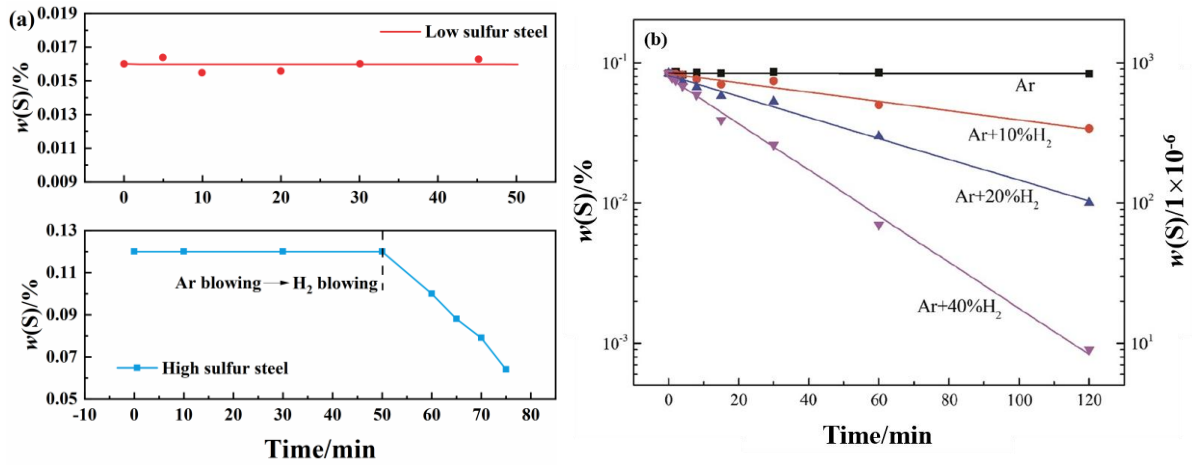 (a)
0.019
0.017
0.015
0.013
0.011
0.009
w(S)/%
Low sulfur steel
0 10 20 30 40 50
0.13
0.11
0.09
0.07
0.05
w(S)/%
Ar blowing → H₂ blowing
High sulfur steel
-10 0 10 20 30 40 50 60 70 80
Time/min
(b)
10⁻¹
10⁻²
10⁻³
w(S)/%
Ar
Ar+10%H₂
Ar+20%H₂
Ar+40%H₂
10³
10²
10¹
w(S)/1×10⁻⁶
0 20 40 60 80 100 120
Time/min